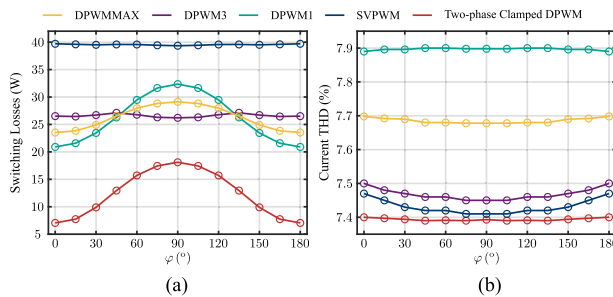 DPWMMAX DPWM3 DPWM1 SVPWM Two-phase Clamped DPWM
Switching Losses (W)
40
35
30
25
20
15
10
5
0 30 60 90 120 150 180
φ (°)
(a)
Current THD (%)
7.9
7.8
7.7
7.6
7.5
7.4
0 30 60 90 120 150 180
φ (°)
(b)